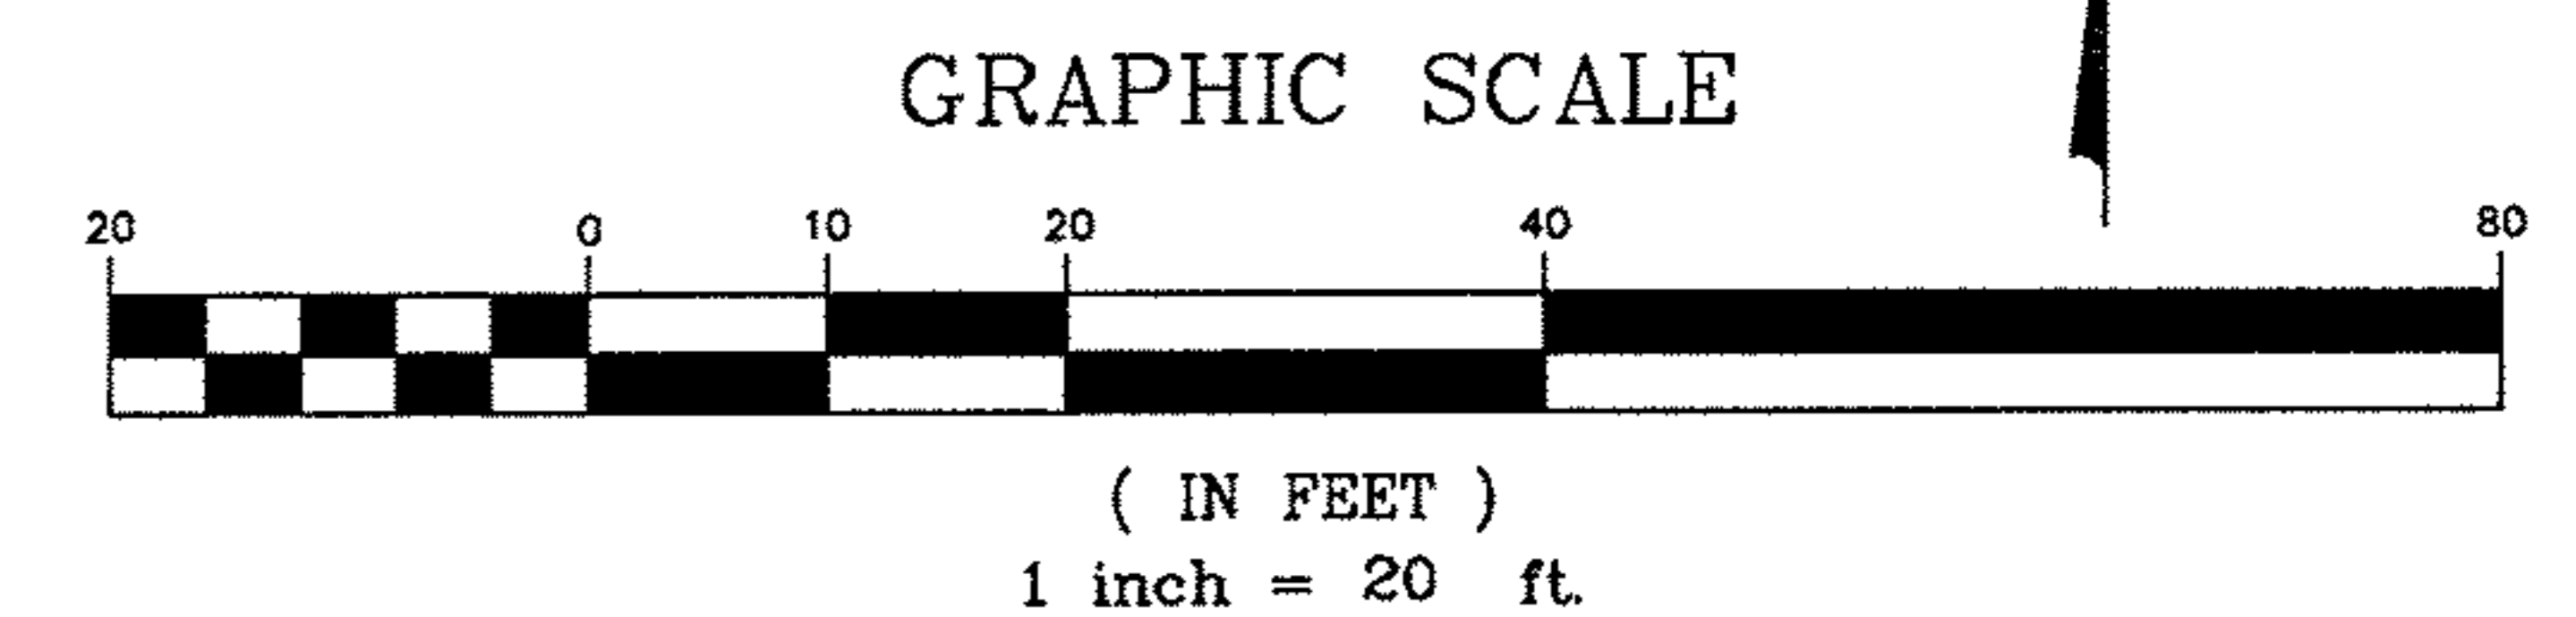 GRAPHIC SCALE
20 0 10 20 40 80
( IN FEET )
1 inch = 20 ft.